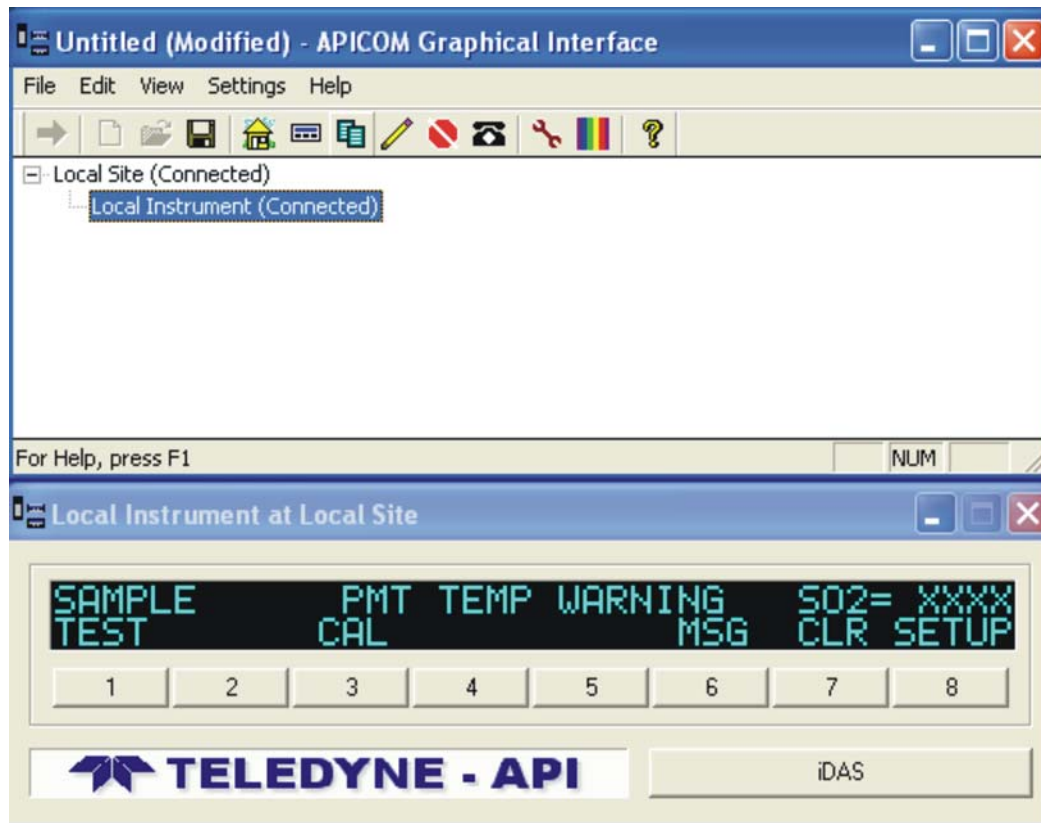 Untitled (Modified) - APICOM Graphical Interface
File Edit View Settings Help
Local Site (Connected)
Local Instrument (Connected)
For Help, press F1 NUM
Local Instrument at Local Site
SAMPLE PMT TEMP WARNING SO2= XXXX
TEST CAL MSG CLR SETUP
1 2 3 4 5 6 7 8
TELEDYNE - API iDAS